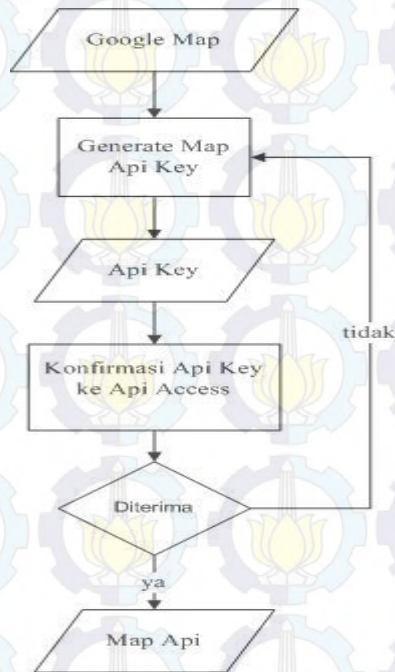 Google Map
Generate Map
Api Key
Api Key
Konfirmasi Api Key
ke Api Access
tidak
Diterima
ya
Map Api